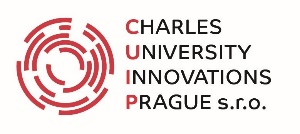 CHARLES
UNIVERSITY
INNOVATIONS
PRAGUE s.r.o.